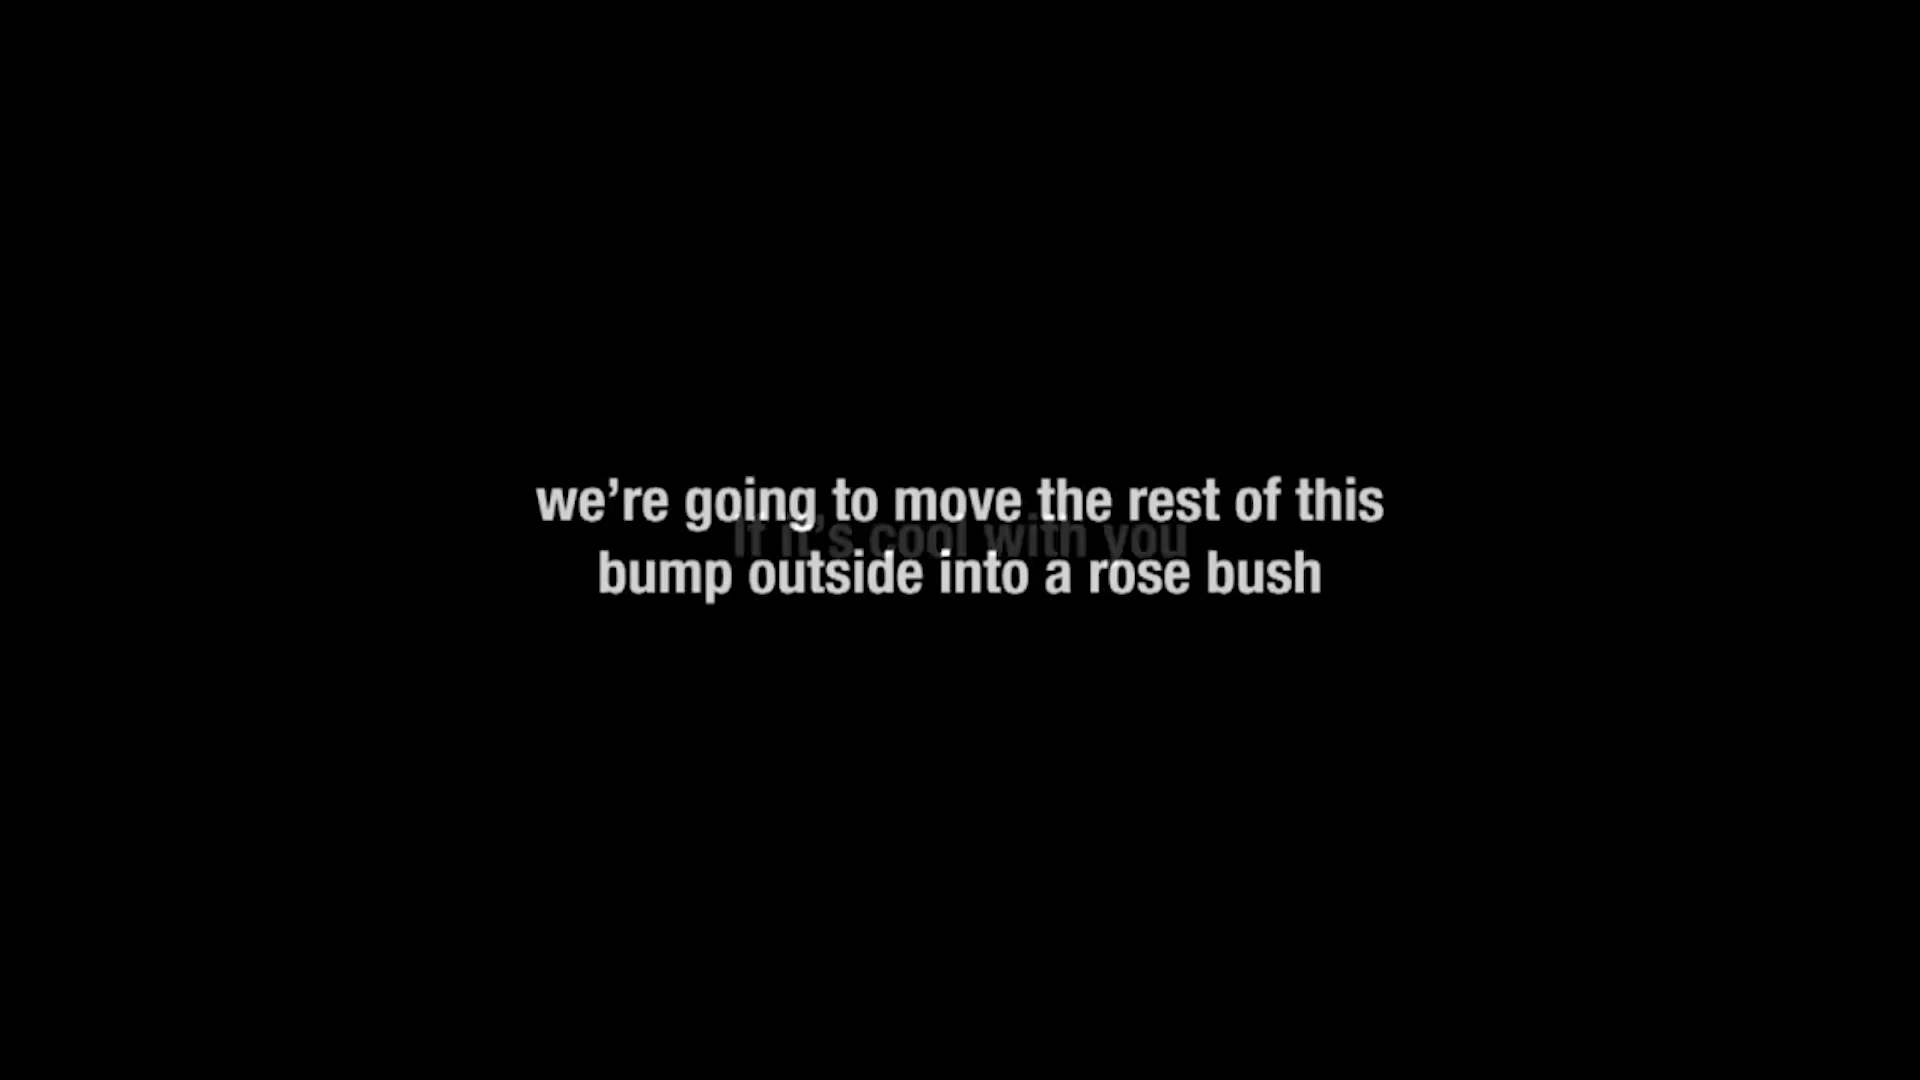 If it's cool with you
we're going to move the rest of this
bump outside into a rose bush